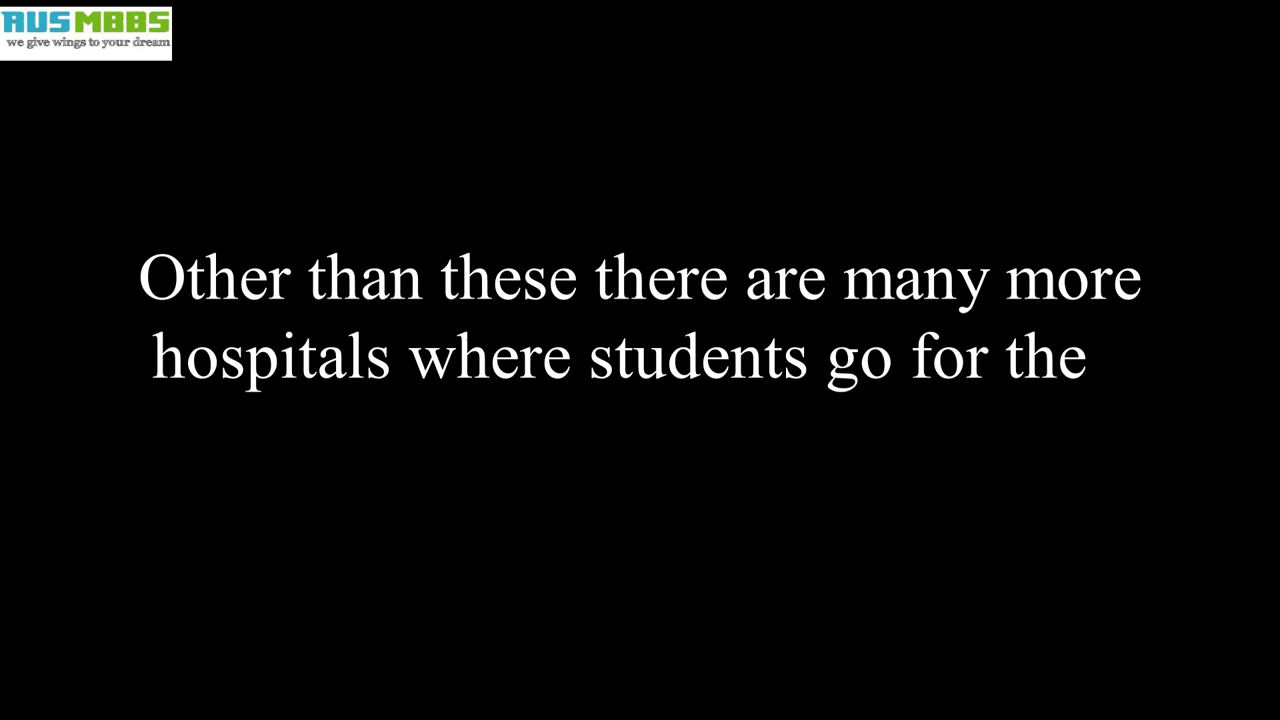 RUSMBBS
we give wings to your dream
Other than these there are many more
hospitals where students go for the